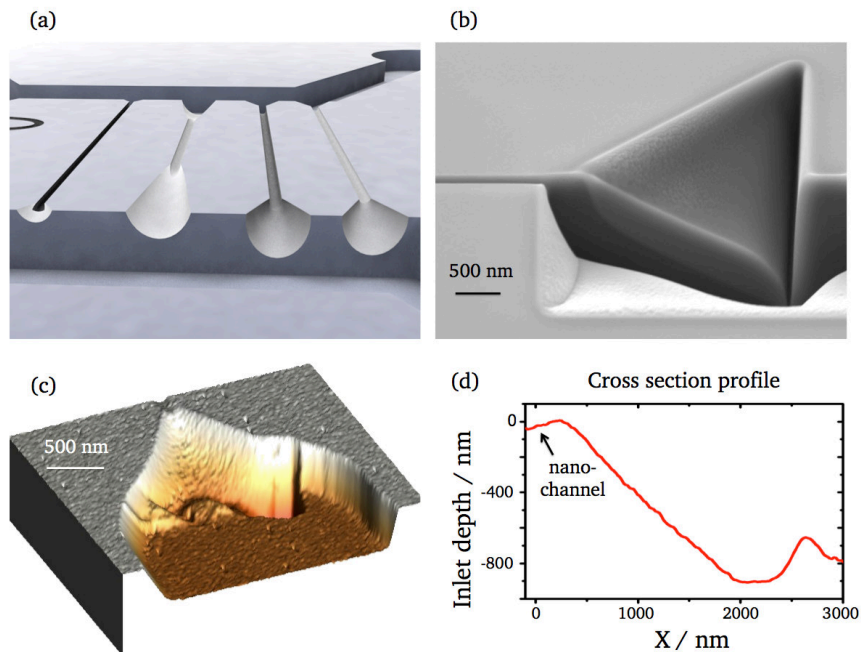 (a)
(b)
500 nm
(c)
500 nm
(d)
Cross section profile
Inlet depth / nm
0
-400
-800
nano-
channel
0
1000
2000
3000
X / nm